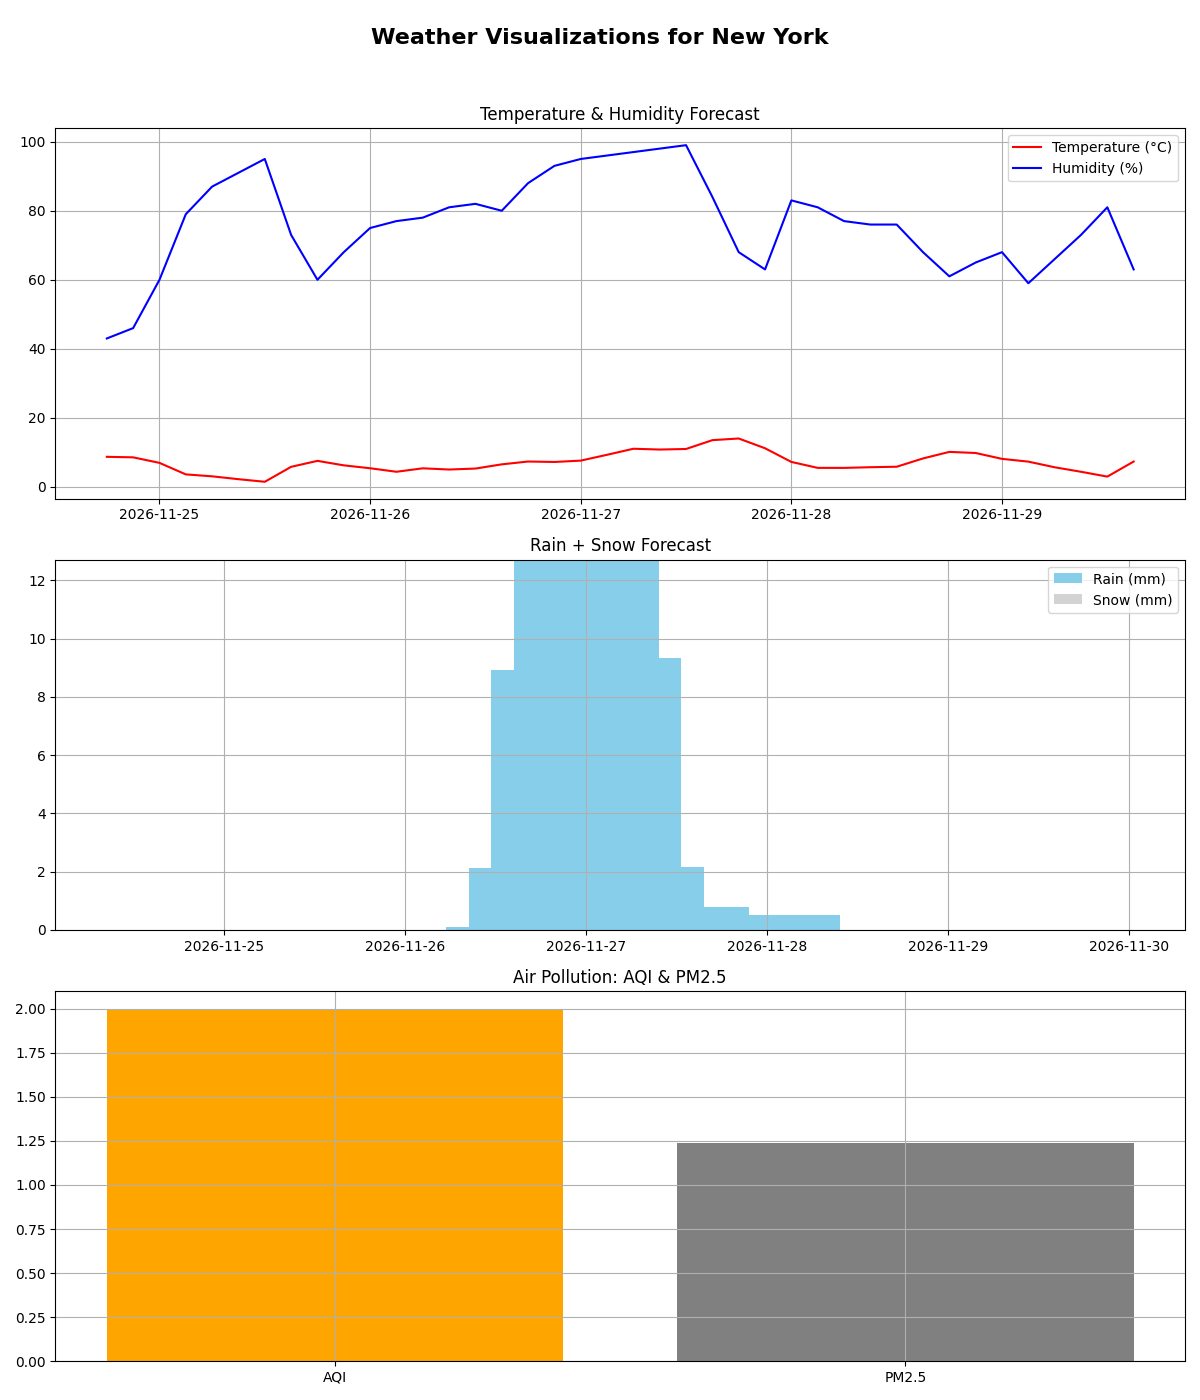 Weather Visualizations for New York
Temperature & Humidity Forecast
Temperature (°C)
Humidity (%)
100
80
60
40
20
0
2026-11-25 2026-11-26 2026-11-27 2026-11-28 2026-11-29
Rain + Snow Forecast
Rain (mm)
Snow (mm)
12
10
8
6
4
2
0
2026-11-25 2026-11-26 2026-11-27 2026-11-28 2026-11-29 2026-11-30
Air Pollution: AQI & PM2.5
2.00
1.75
1.50
1.25
1.00
0.75
0.50
0.25
0.00
AQI PM2.5